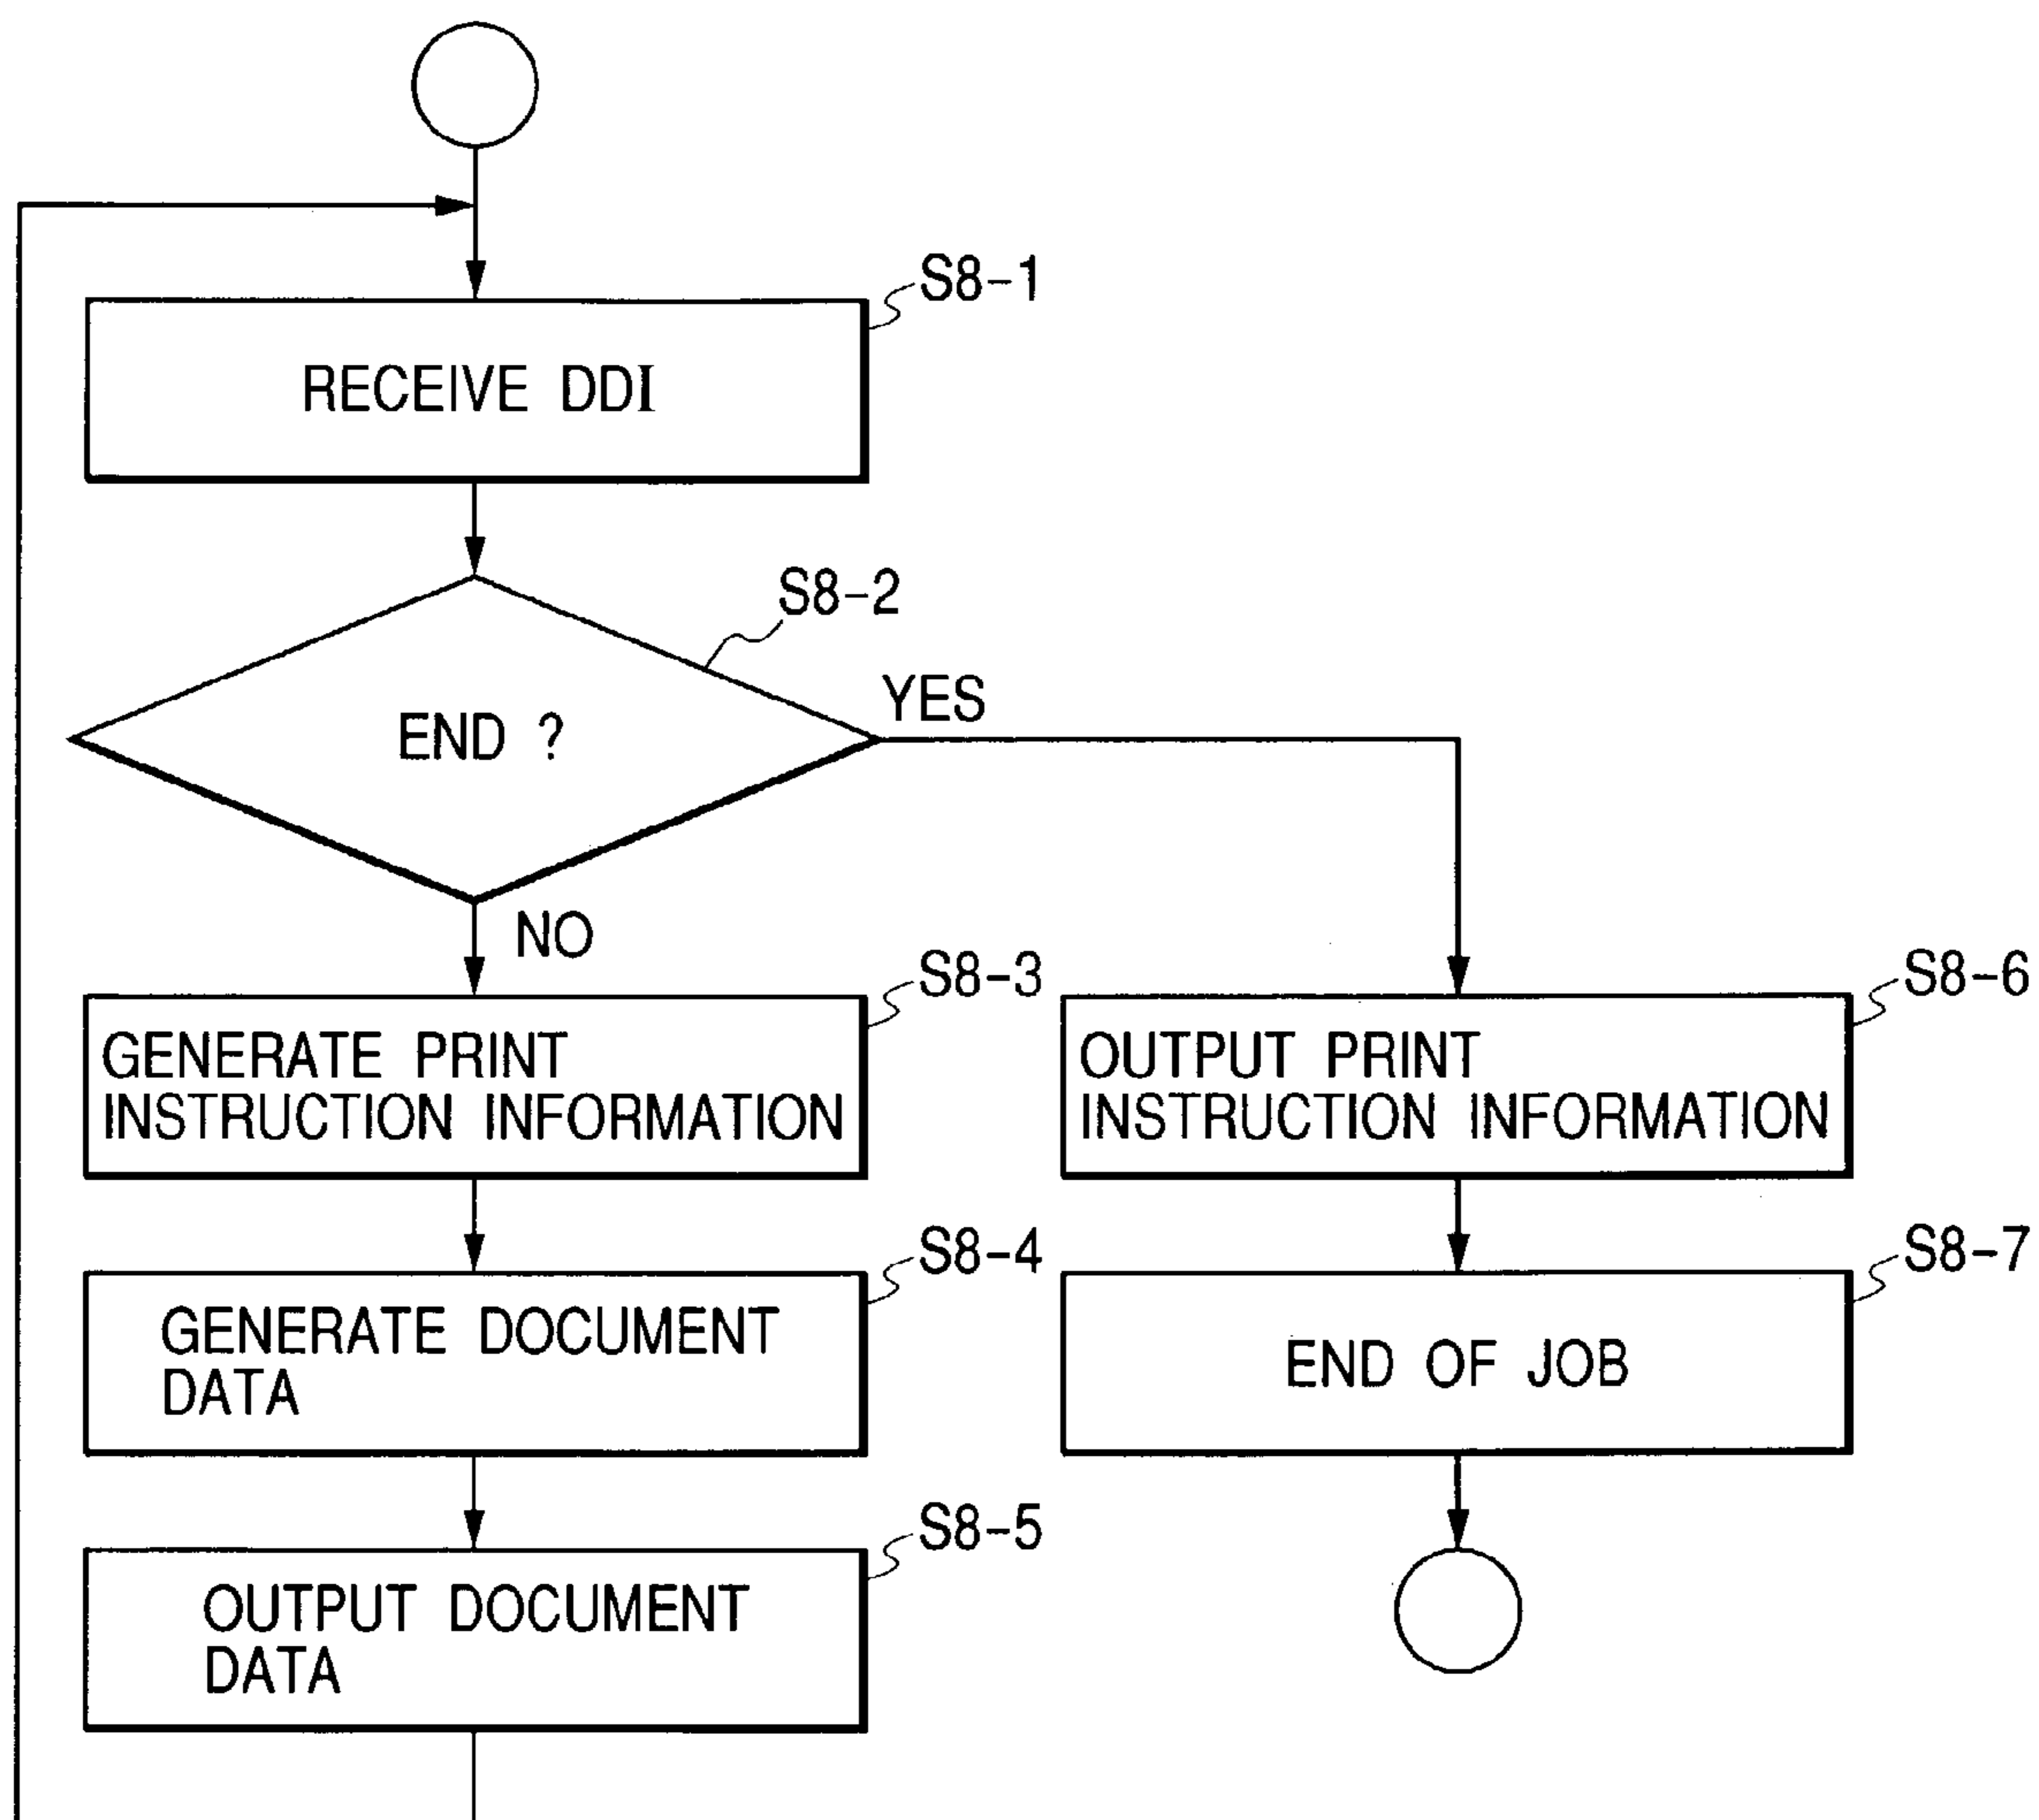 S8-1
RECEIVE DDI
S8-2
END ?
YES
NO
S8-3
GENERATE PRINT
INSTRUCTION INFORMATION
S8-6
OUTPUT PRINT
INSTRUCTION INFORMATION
S8-4
GENERATE DOCUMENT
DATA
S8-7
END OF JOB
S8-5
OUTPUT DOCUMENT
DATA